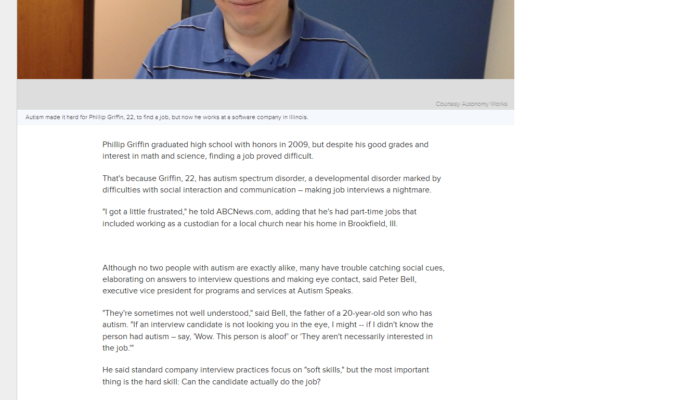 Courtesy Autonomy Works
Autism made it hard for Phillip Griffin, 22, to find a job, but now he works at a software company in Illinois.
Phillip Griffin graduated high school with honors in 2009, but despite his good grades and
interest in math and science, finding a job proved difficult.
That's because Griffin, 22, has autism spectrum disorder, a developmental disorder marked by
difficulties with social interaction and communication – making job interviews a nightmare.
"I got a little frustrated," he told ABCNews.com, adding that he's had part-time jobs that
included working as a custodian for a local church near his home in Brookfield, Ill.
Although no two people with autism are exactly alike, many have trouble catching social cues,
elaborating on answers to interview questions and making eye contact, said Peter Bell,
executive vice president for programs and services at Autism Speaks.
"They're sometimes not well understood," said Bell, the father of a 20-year-old son who has
autism. "If an interview candidate is not looking you in the eye, I might – if I didn't know the
person had autism – say, 'Wow. This person is aloof' or 'They aren't necessarily interested in
the job.'"
He said standard company interview practices focus on "soft skills," but the most important
thing is the hard skill: Can the candidate actually do the job?